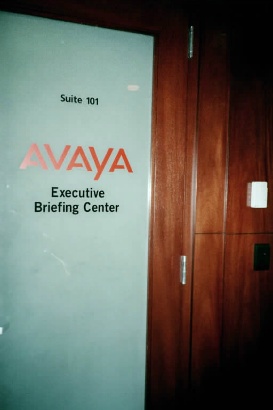 Suite 101
AVAYA
Executive
Briefing Center